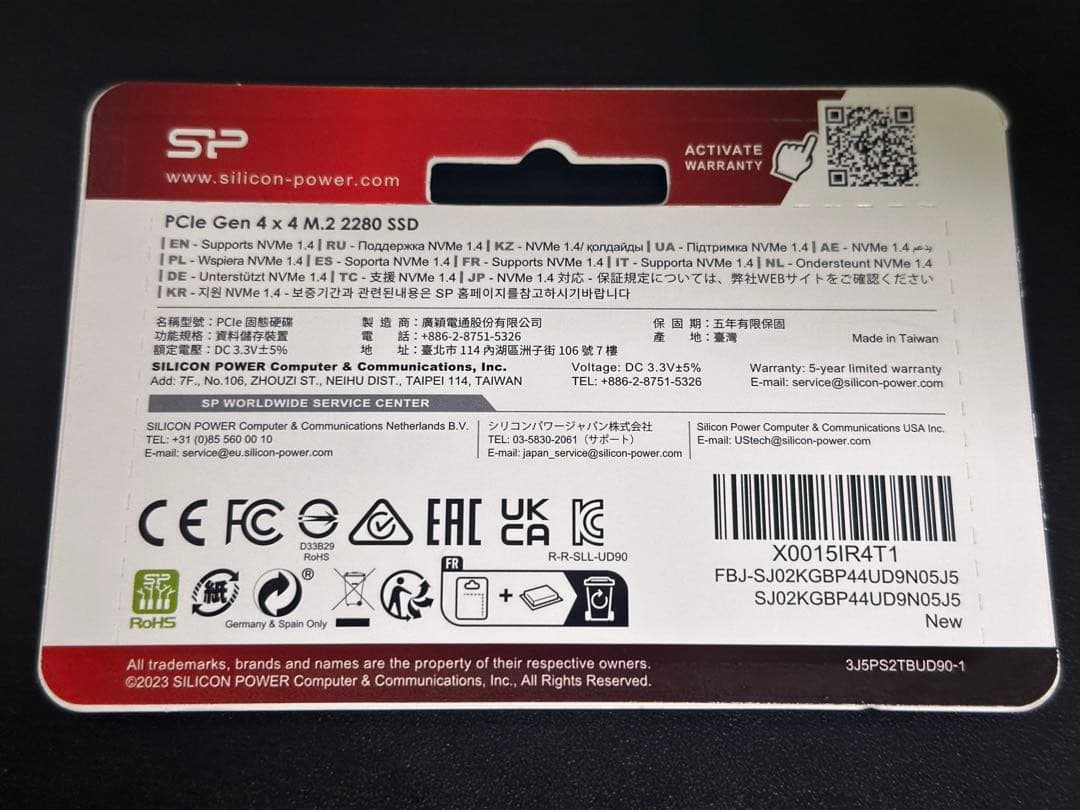 SP
www.silicon-power.com
ACTIVATE
WARRANTY
PCIe Gen 4 x 4 M.2 2280 SSD
| EN - Supports NVMe 1.4 | RU - Поддержка NVMe 1.4 | KZ - NVMe 1.4/ қолдайды | UA - Підтримка NVMe 1.4 | AE - NVMe 1.4 يدعم
| PL - Wspiera NVMe 1.4 | ES - Soporta NVMe 1.4 | FR - Supports NVMe 1.4 | IT - Supporta NVMe 1.4 | NL - Ondersteunt NVMe 1.4
| DE - Unterstützt NVMe 1.4 | TC - 支援 NVMe 1.4 | JP - NVMe 1.4 対応 - 保証規定については、弊社WEBサイトをご確認ください
| KR - 지원 NVMe 1.4 - 보증기간과 관련된내용은 SP 홈페이지를참고하시기바랍니다
名稱型號：PCIe 固態硬碟 製 造 商：廣穎電通股份有限公司 保 固 期：五年有限保固
功能規格：資料儲存裝置 電 話：+886-2-8751-5326 產 地：臺灣 Made in Taiwan
額定電壓：DC 3.3V±5% 地 址：臺北市 114 內湖區洲子街 106 號 7 樓
SILICON POWER Computer & Communications, Inc. Voltage: DC 3.3V±5% Warranty: 5-year limited warranty
Add: 7F., No.106, ZHOUZI ST., NEIHU DIST., TAIPEI 114, TAIWAN TEL: +886-2-8751-5326 E-mail: service@silicon-power.com
SP WORLDWIDE SERVICE CENTER
SILICON POWER Computer & Communications Netherlands B.V.
TEL: +31 (0)85 560 00 10
E-mail: service@eu.silicon-power.com
シリコンパワージャパン株式会社
TEL: 03-5830-2061（サポート）
E-mail: japan_service@silicon-power.com
Silicon Power Computer & Communications USA Inc.
E-mail: UStech@silicon-power.com
CE FC EAC UK CA KC
D33B29
RoHS
R-R-SLL-UD90
X0015IR4T1
FBJ-SJ02KGBP44UD9N05J5
SJ02KGBP44UD9N05J5
New
SP
RoHS
紙
®
Germany & Spain Only
FR
+
All trademarks, brands and names are the property of their respective owners.
©2023 SILICON POWER Computer & Communications, Inc., All Rights Reserved.
3J5PS2TBUD90-1